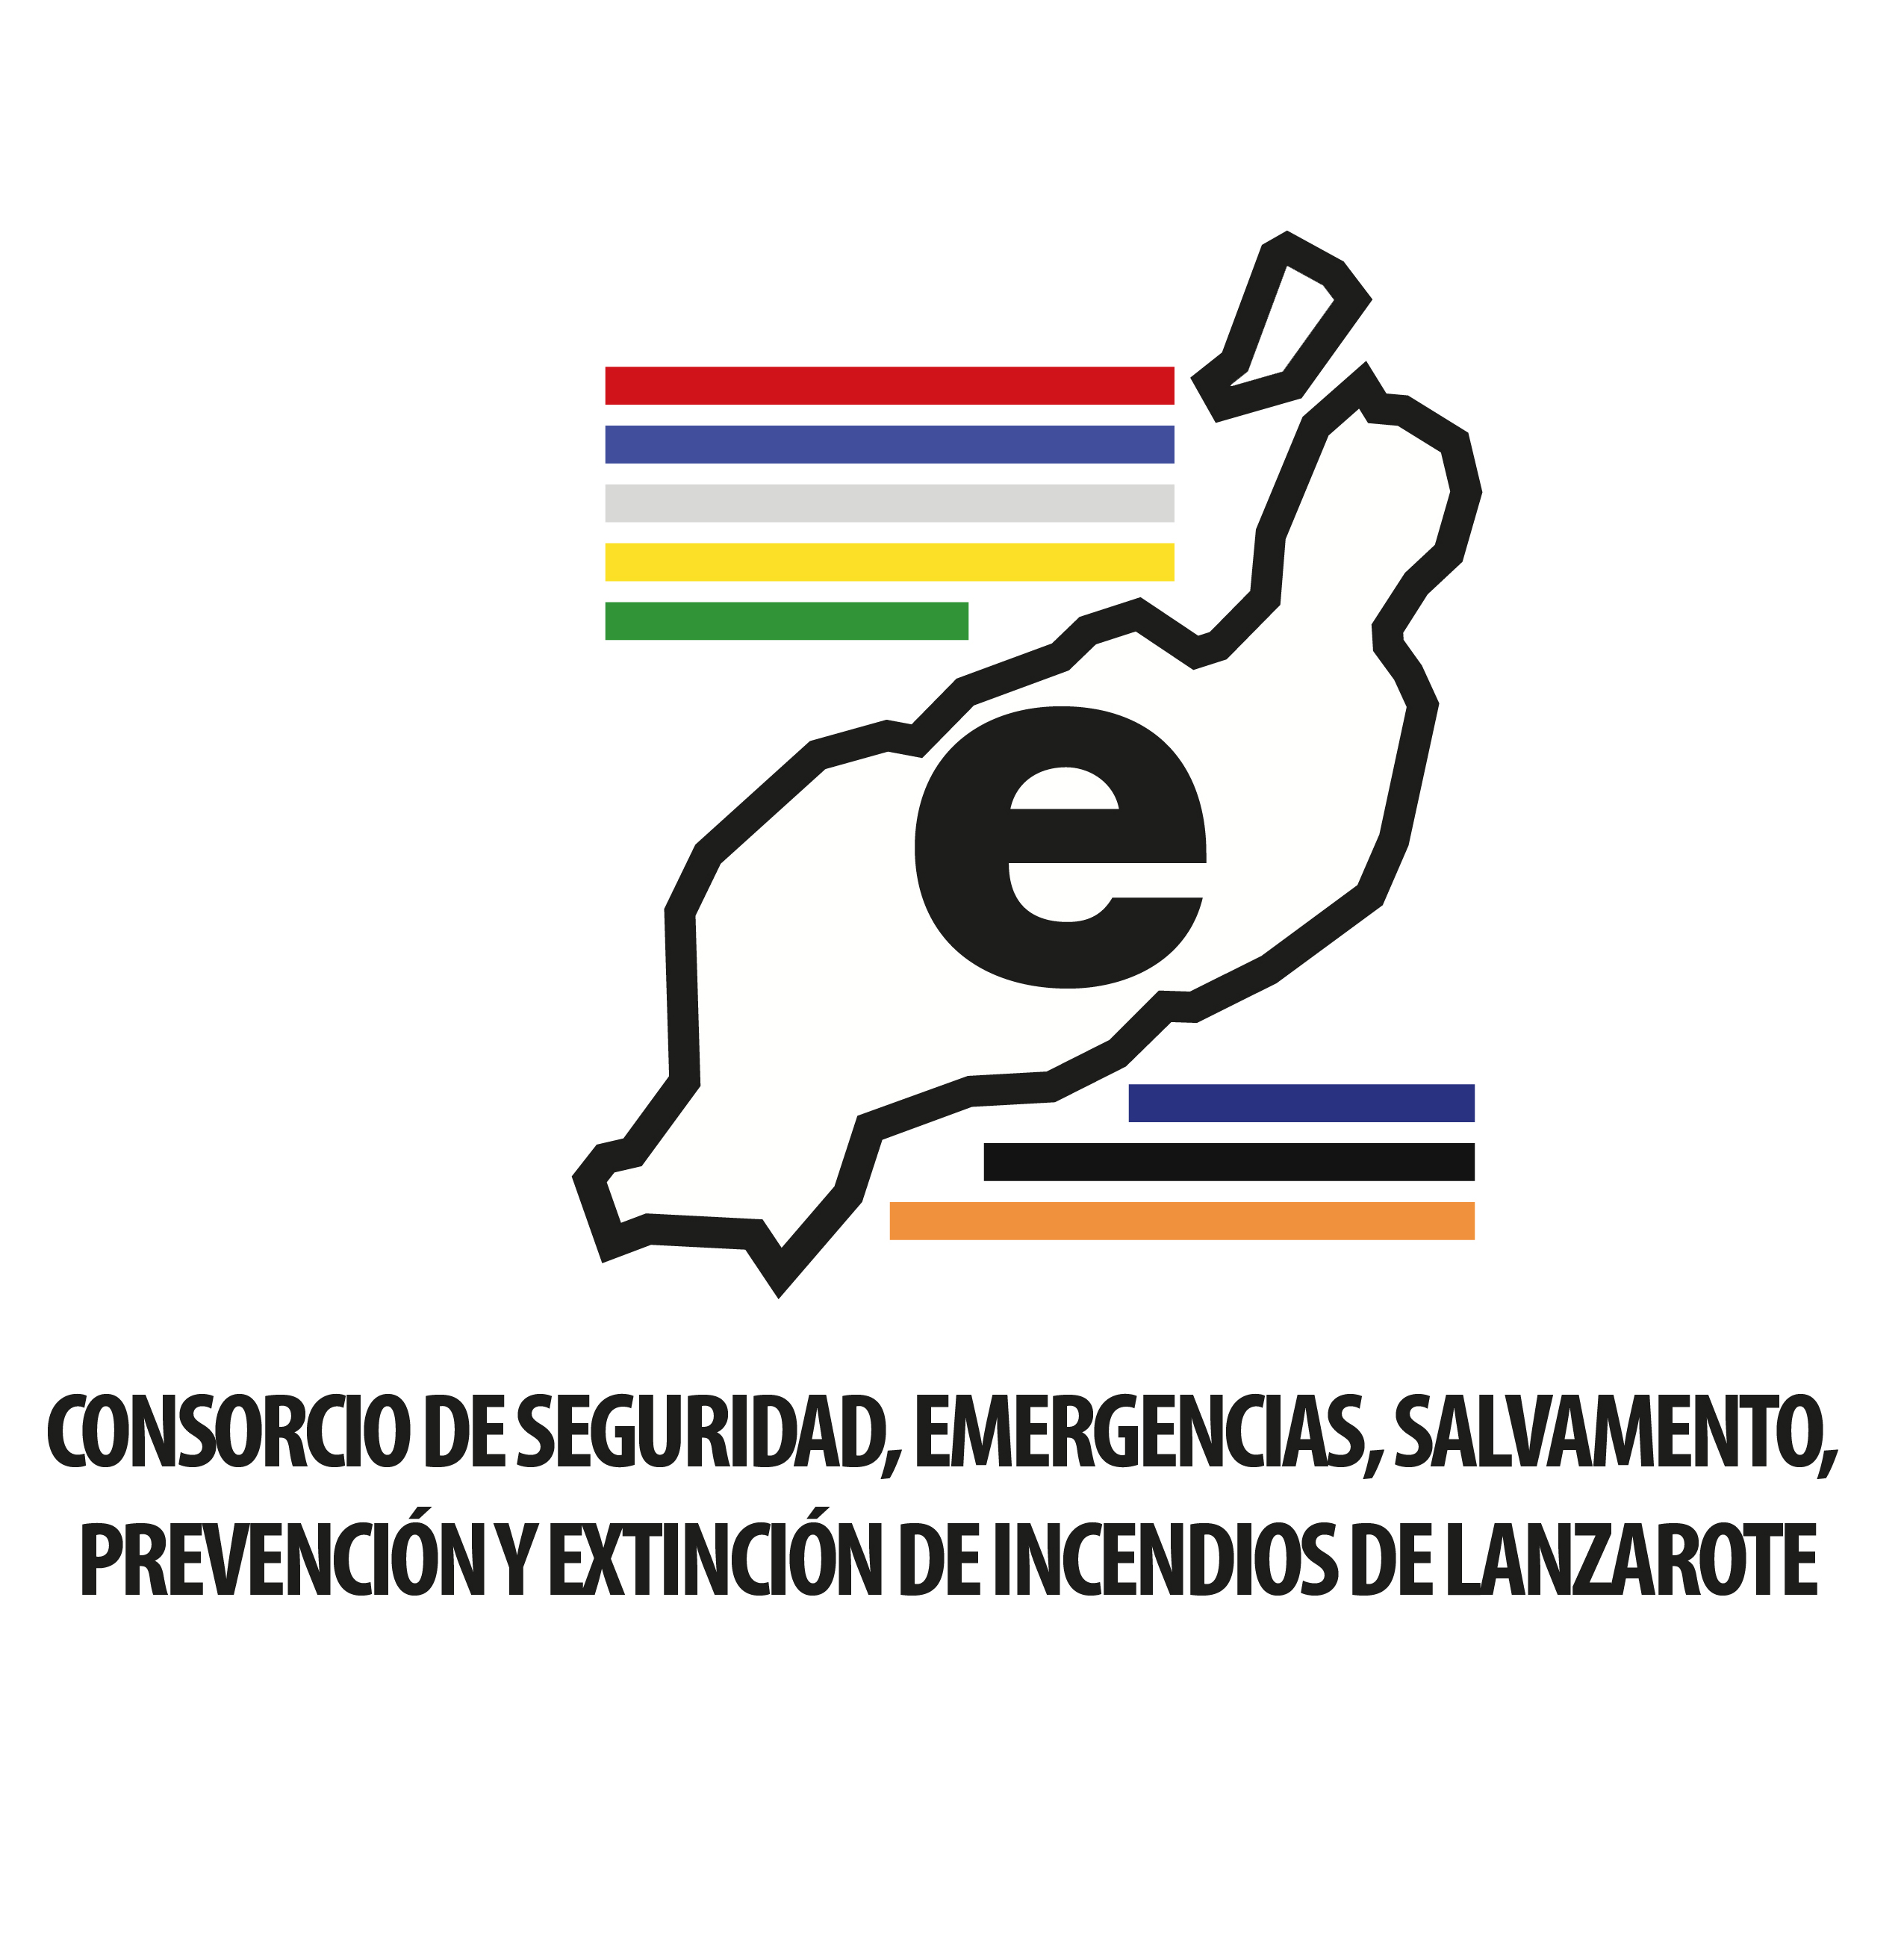 e
CONSORCIO DE SEGURIDAD, EMERGENCIAS, SALVAMENTO,
PREVENCIÓN Y EXTINCIÓN DE INCENDIOS DE LANZAROTE